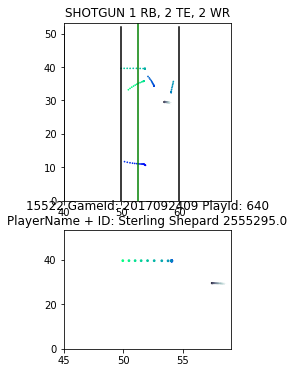 SHOTGUN 1 RB, 2 TE, 2 WR
50
40
30
20
10
0
40 50 60
15522 GameId: 2017092409 PlayId: 640
PlayerName + ID: Sterling Shepard 2555295.0
40
20
0
45 50 55